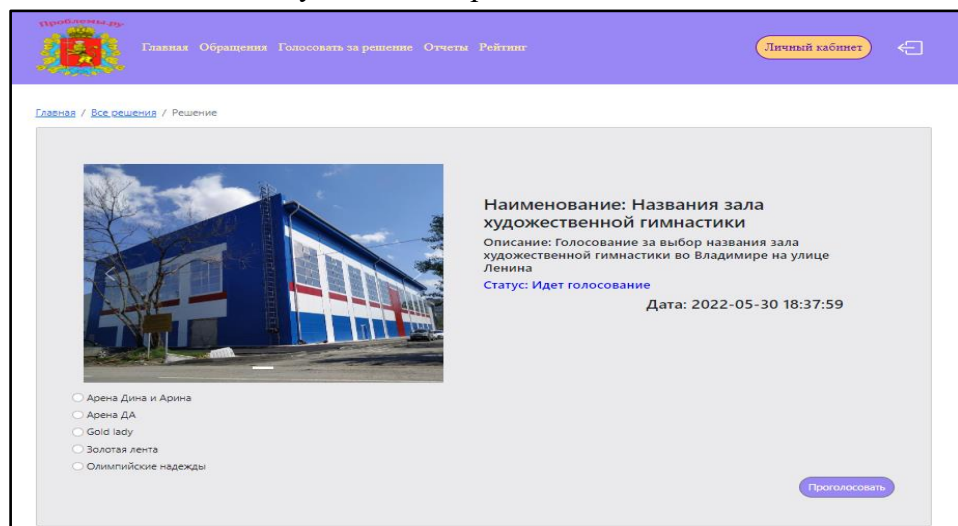 Проблемы.ру
Главная Обращения Голосовать за решение Отчеты Рейтинг
Личный кабинет
Главная / Все решения / Решение
Наименование: Названия зала
художественной гимнастики
Описание: Голосование за выбор названия зала
художественной гимнастики во Владимире на улице
Ленина
Статус: Идет голосование
Дата: 2022-05-30 18:37:59
Арена Дина и Арина
Арена ДА
Gold lady
Золотая лента
Олимпийские надежды
Проголосовать